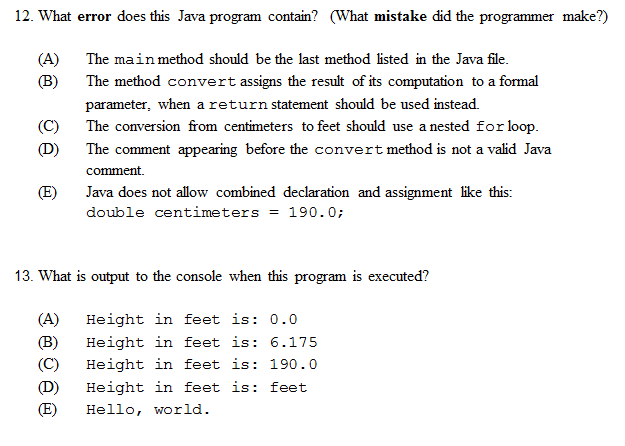 12. What error does this Java program contain? (What mistake did the programmer make?)
(A) The main method should be the last method listed in the Java file.
(B) The method convert assigns the result of its computation to a formal
parameter, when a return statement should be used instead.
(C) The conversion from centimeters to feet should use a nested for loop.
(D) The comment appearing before the convert method is not a valid Java
comment.
(E) Java does not allow combined declaration and assignment like this:
double centimeters = 190.0;
13. What is output to the console when this program is executed?
(A) Height in feet is: 0.0
(B) Height in feet is: 6.175
(C) Height in feet is: 190.0
(D) Height in feet is: feet
(E) Hello, world.